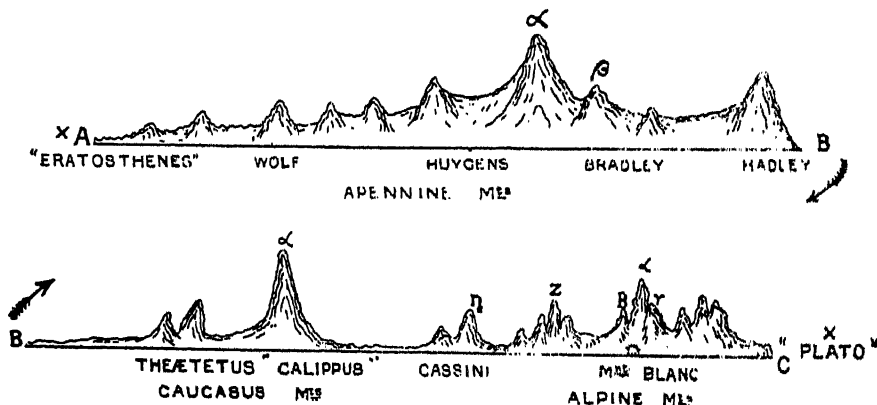 α
β
× A B
"ERATOSTHENES" WOLF HUYGENS BRADLEY HADLEY
APENNINE MTS
α α
η Z B γ
B C × "PLATO"
THEÆTETUS "CALIPPUS" CASSINI MT BLANC
CAUCASUS MTS ALPINE MTS